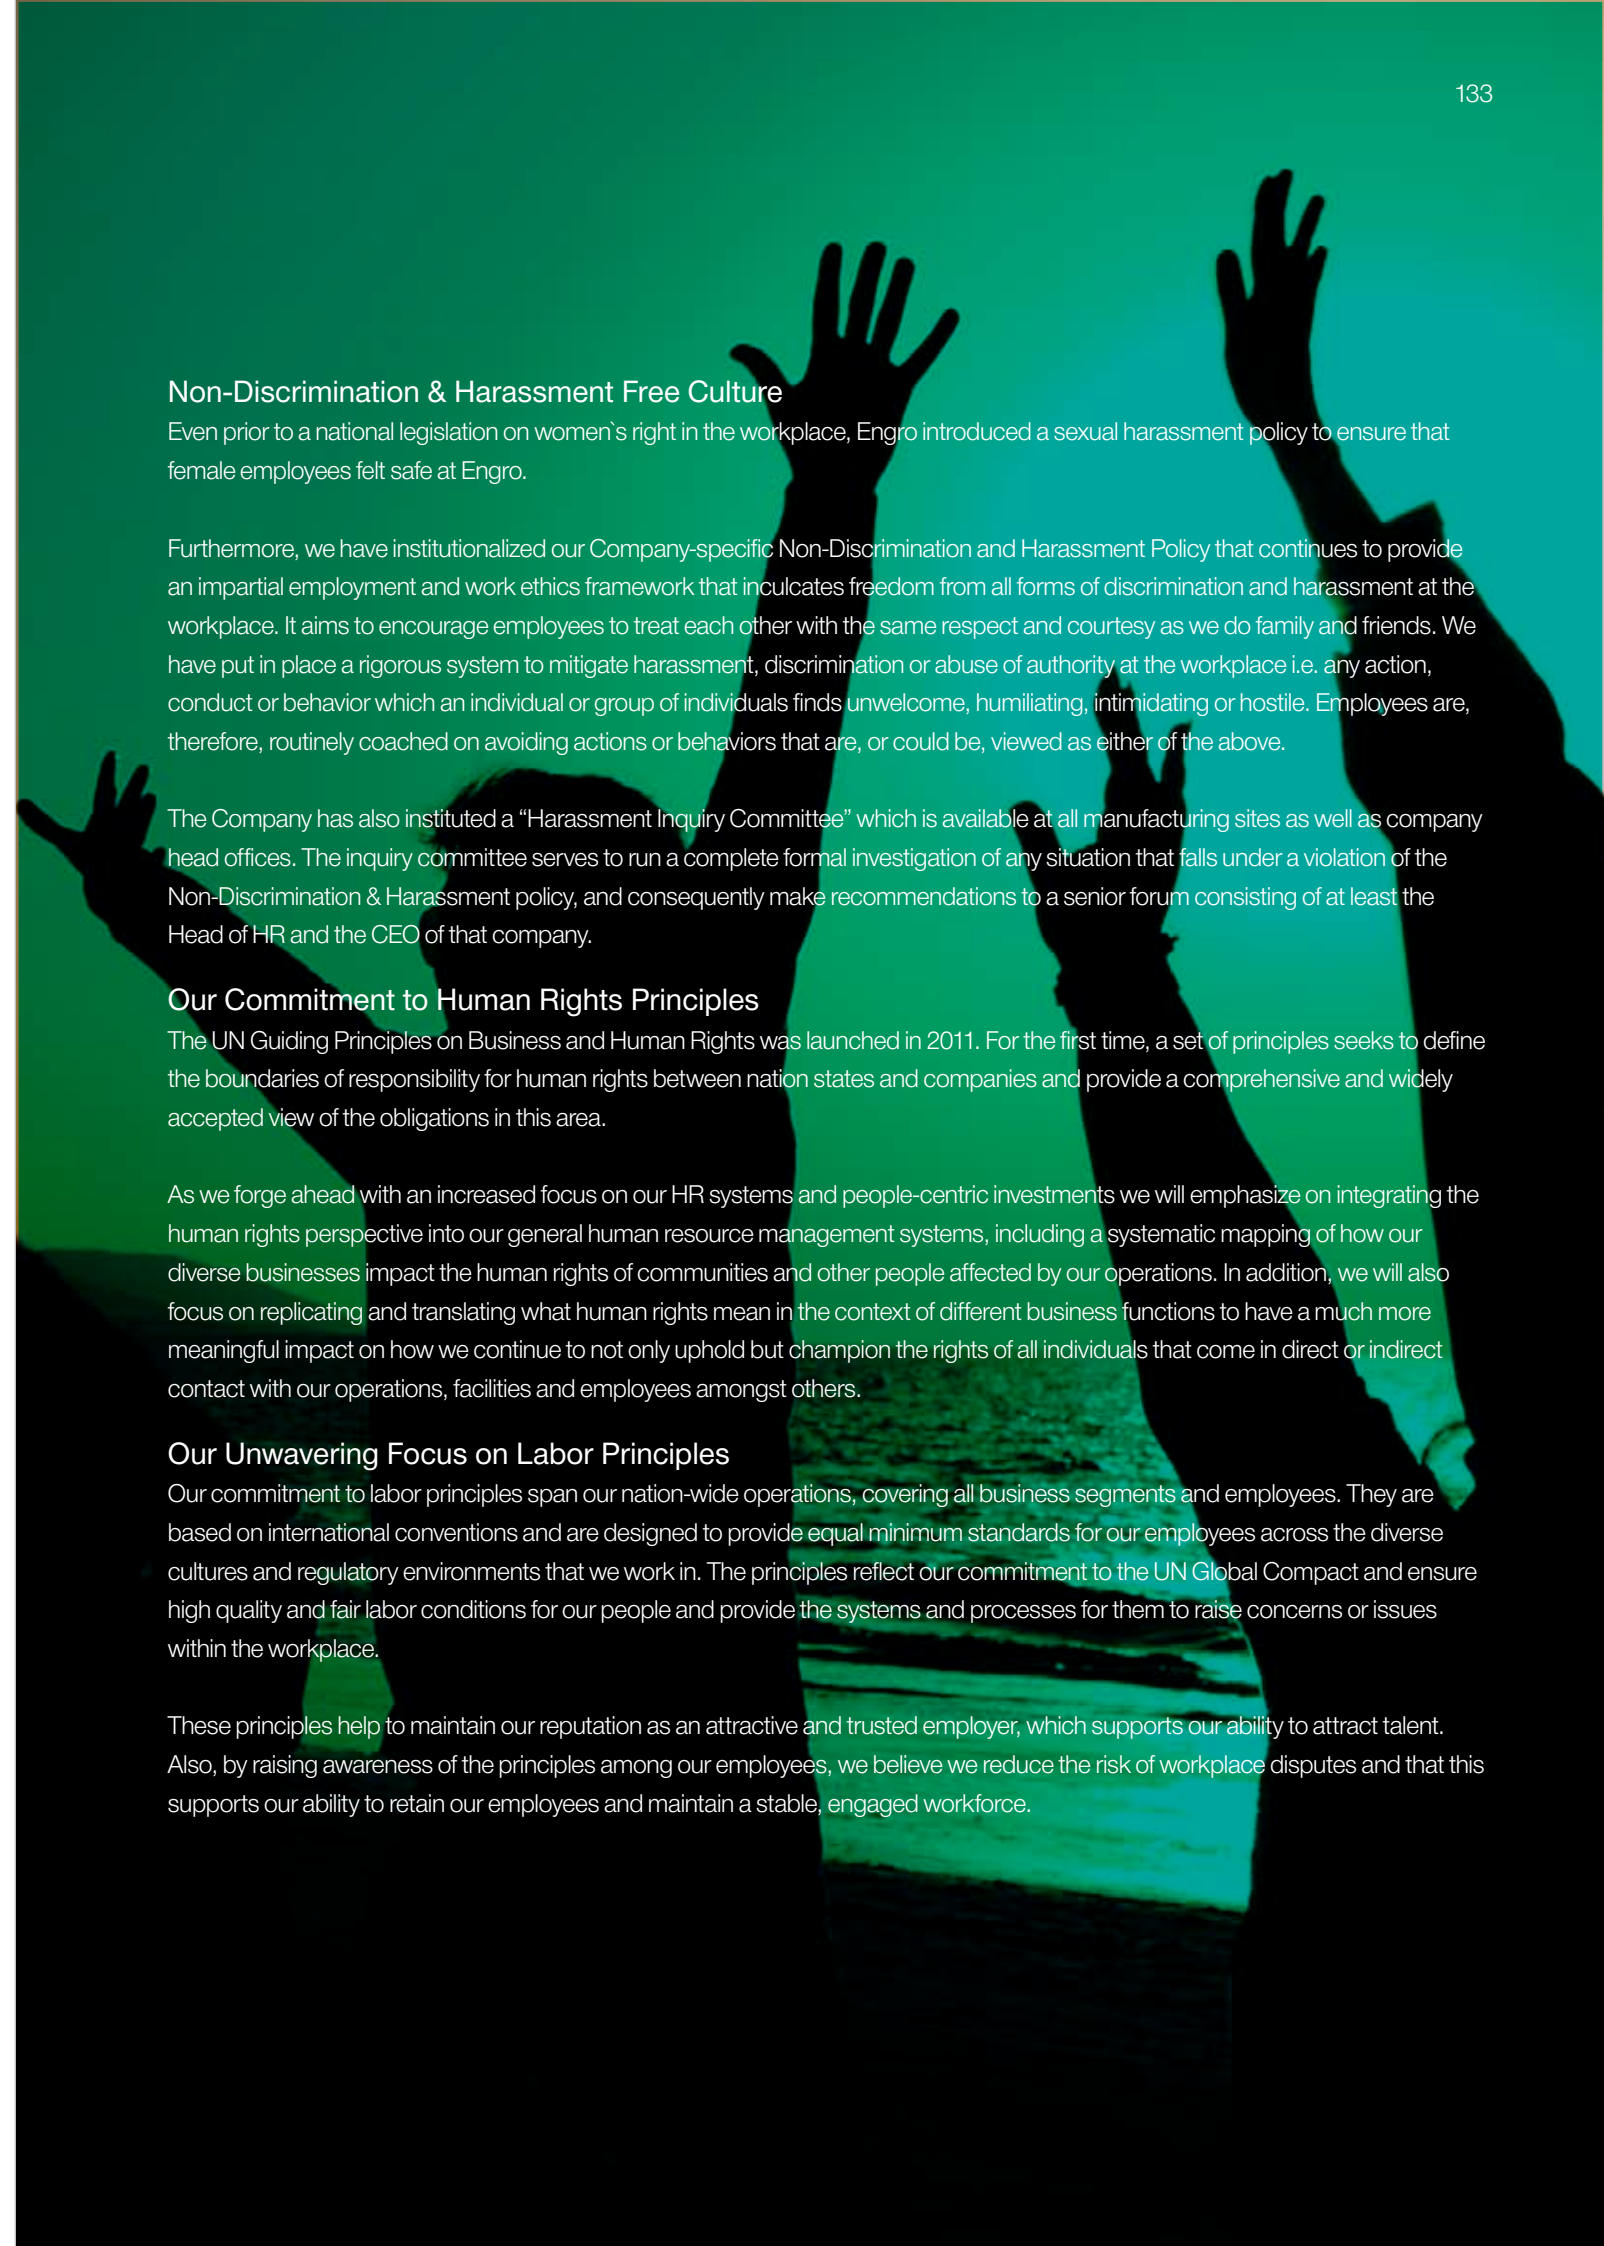 133
Non-Discrimination & Harassment Free Culture
Even prior to a national legislation on women`s right in the workplace, Engro introduced a sexual harassment policy to ensure that
female employees felt safe at Engro.
Furthermore, we have institutionalized our Company-specific Non-Discrimination and Harassment Policy that continues to provide
an impartial employment and work ethics framework that inculcates freedom from all forms of discrimination and harassment at the
workplace. It aims to encourage employees to treat each other with the same respect and courtesy as we do family and friends. We
have put in place a rigorous system to mitigate harassment, discrimination or abuse of authority at the workplace i.e. any action,
conduct or behavior which an individual or group of individuals finds unwelcome, humiliating, intimidating or hostile. Employees are,
therefore, routinely coached on avoiding actions or behaviors that are, or could be, viewed as either of the above.
The Company has also instituted a “Harassment Inquiry Committee” which is available at all manufacturing sites as well as company
head offices. The inquiry committee serves to run a complete formal investigation of any situation that falls under a violation of the
Non-Discrimination & Harassment policy, and consequently make recommendations to a senior forum consisting of at least the
Head of HR and the CEO of that company.
Our Commitment to Human Rights Principles
The UN Guiding Principles on Business and Human Rights was launched in 2011. For the first time, a set of principles seeks to define
the boundaries of responsibility for human rights between nation states and companies and provide a comprehensive and widely
accepted view of the obligations in this area.
As we forge ahead with an increased focus on our HR systems and people-centric investments we will emphasize on integrating the
human rights perspective into our general human resource management systems, including a systematic mapping of how our
diverse businesses impact the human rights of communities and other people affected by our operations. In addition, we will also
focus on replicating and translating what human rights mean in the context of different business functions to have a much more
meaningful impact on how we continue to not only uphold but champion the rights of all individuals that come in direct or indirect
contact with our operations, facilities and employees amongst others.
Our Unwavering Focus on Labor Principles
Our commitment to labor principles span our nation-wide operations, covering all business segments and employees. They are
based on international conventions and are designed to provide equal minimum standards for our employees across the diverse
cultures and regulatory environments that we work in. The principles reflect our commitment to the UN Global Compact and ensure
high quality and fair labor conditions for our people and provide the systems and processes for them to raise concerns or issues
within the workplace.
These principles help to maintain our reputation as an attractive and trusted employer, which supports our ability to attract talent.
Also, by raising awareness of the principles among our employees, we believe we reduce the risk of workplace disputes and that this
supports our ability to retain our employees and maintain a stable, engaged workforce.